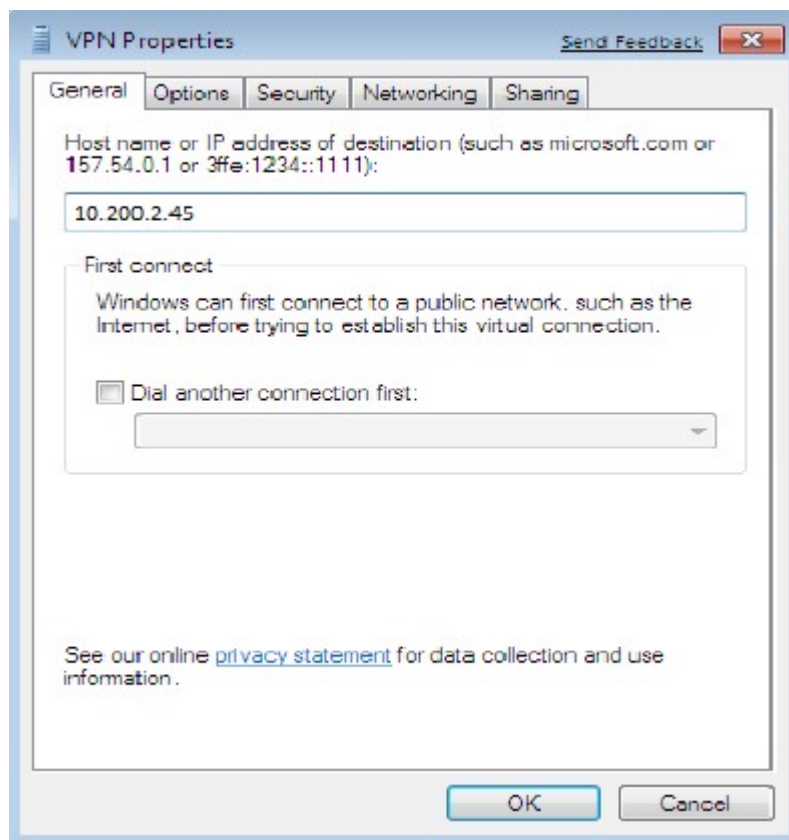 VPN Properties
Send Feedback
General
Options
Security
Networking
Sharing
Host name or IP address of destination (such as microsoft.com or
157.54.0.1 or 3ffe:1234::1111):
10.200.2.45
First connect
Windows can first connect to a public network, such as the
Internet, before trying to establish this virtual connection.
Dial another connection first:
See our online privacy statement for data collection and use
information.
OK
Cancel